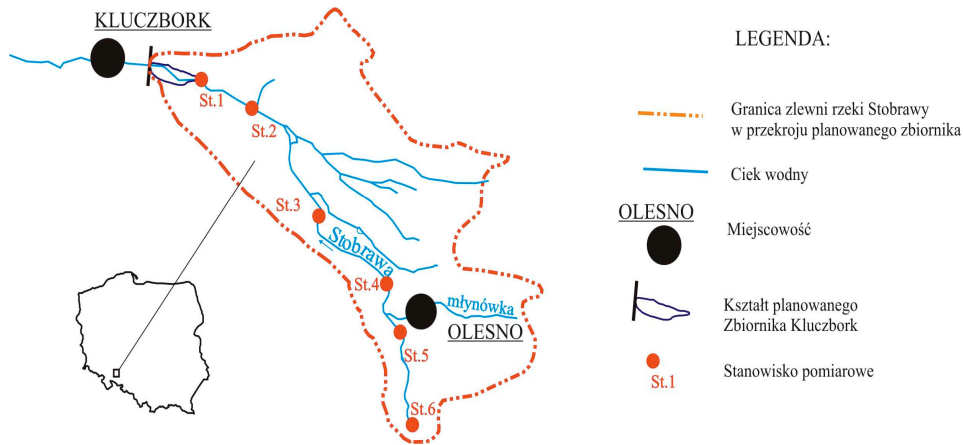 KLUCZBORK
St.1
St.2
St.3
Stobrawa
St.4
młynówka
OLESNO
St.5
St.6
LEGENDA:
Granica zlewni rzeki Stobrawy
w przekroju planowanego zbiornika
Ciek wodny
OLESNO
Miejscowość
Kształt planowanego
Zbiornika Kluczbork
St.1
Stanowisko pomiarowe